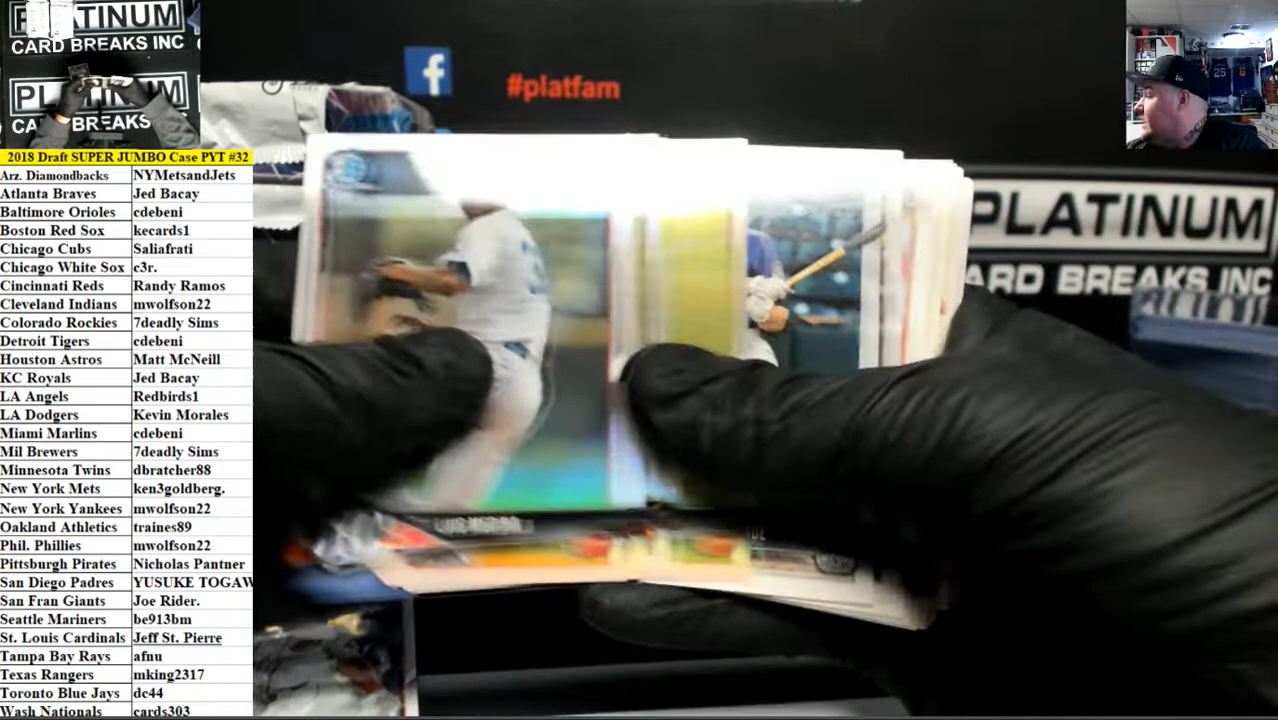 PLATINUM
CARD BREAKS INC
#platfam
PLATINUM
CARD BREAKS INC
2018 Draft SUPER JUMBO Case PYT #32
Arz. Diamondbacks NYMetsandJets
Atlanta Braves Jed Bacay
Baltimore Orioles cdebeni
Boston Red Sox kecards1
Chicago Cubs Saliafrati
Chicago White Sox c3r.
Cincinnati Reds Randy Ramos
Cleveland Indians mwolfson22
Colorado Rockies 7deadly Sims
Detroit Tigers cdebeni
Houston Astros Matt McNeill
KC Royals Jed Bacay
LA Angels Redbirds1
LA Dodgers Kevin Morales
Miami Marlins cdebeni
Mil Brewers 7deadly Sims
Minnesota Twins dbratcher88
New York Mets ken3goldberg.
New York Yankees mwolfson22
Oakland Athletics traines89
Phil. Phillies mwolfson22
Pittsburgh Pirates Nicholas Pantner
San Diego Padres YUSUKE TOGAW
San Fran Giants Joe Rider.
Seattle Mariners be913bm
St. Louis Cardinals Jeff St. Pierre
Tampa Bay Rays afnu
Texas Rangers mking2317
Toronto Blue Jays dc44
Wash Nationals cards303
PLATINUM
ARD BREAKS INC